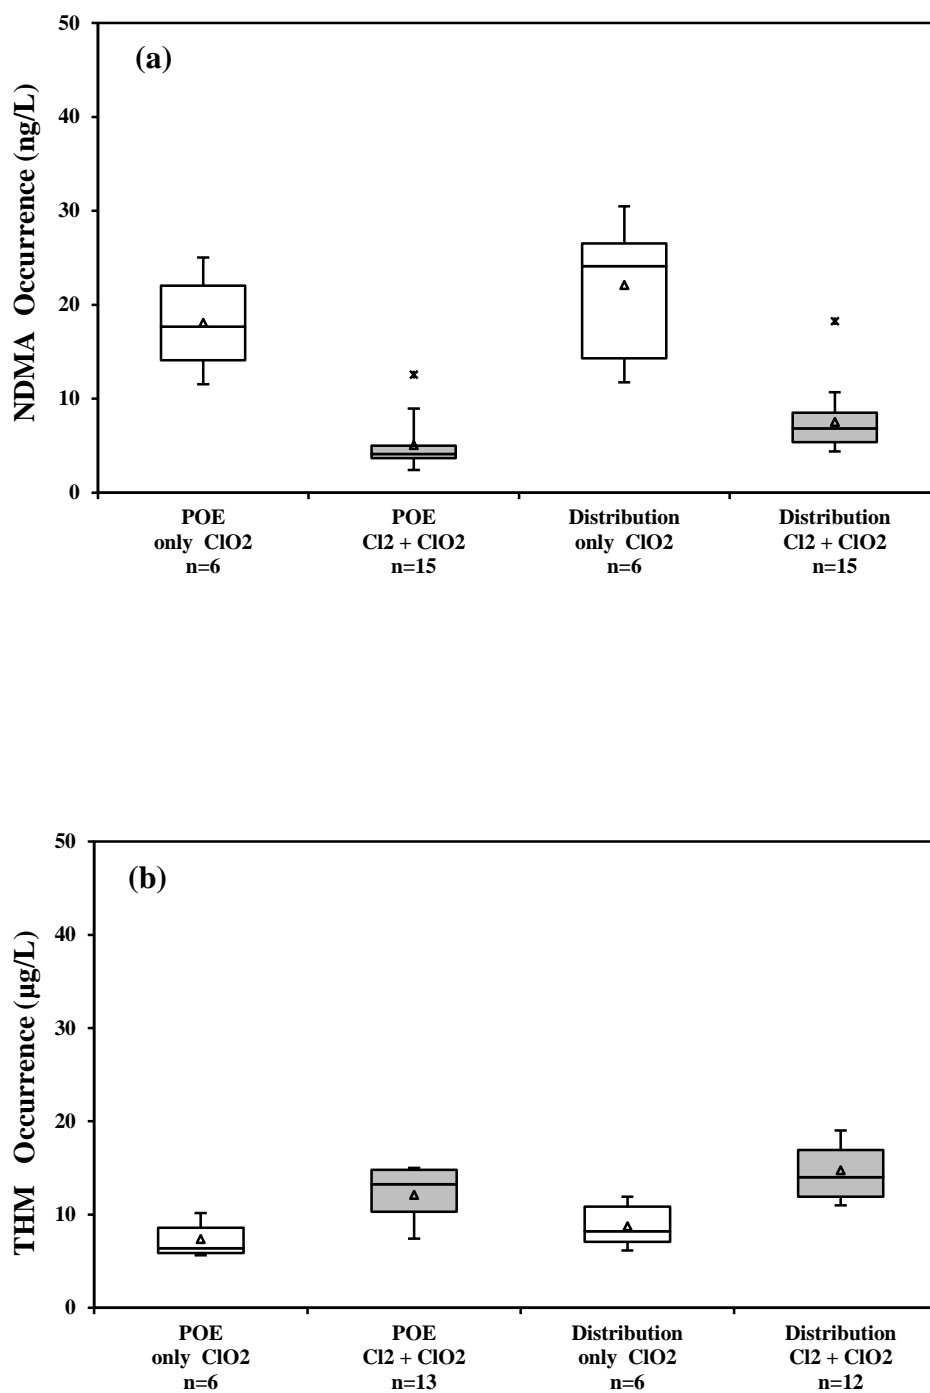 50
(a)
40
30
20
10
0
NDMA Occurrence (ng/L)
POE
only ClO2
n=6
POE
Cl2 + ClO2
n=15
Distribution
only ClO2
n=6
Distribution
Cl2 + ClO2
n=15
50
(b)
40
30
20
10
0
THM Occurrence (µg/L)
POE
only ClO2
n=6
POE
Cl2 + ClO2
n=13
Distribution
only ClO2
n=6
Distribution
Cl2 + ClO2
n=12